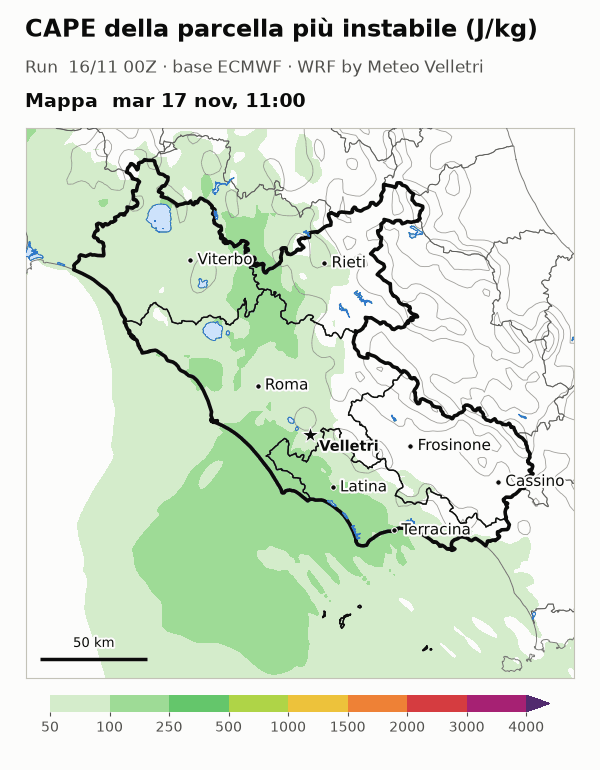 CAPE della parcella più instabile (J/kg)
Run  16/11 00Z · base ECMWF · WRF by Meteo Velletri
Mappa  mar 17 nov, 11:00
Viterbo
Rieti
Roma
Velletri
Frosinone
Cassino
Latina
Terracina
50 km
50 100 250 500 1000 1500 2000 3000 4000